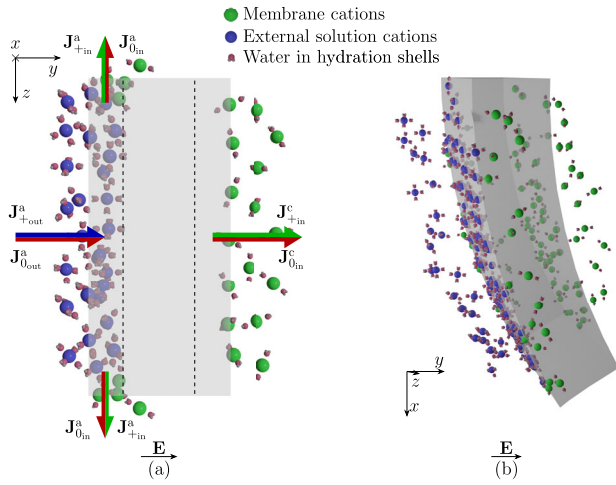 Membrane cations
External solution cations
Water in hydration shells
x
y
z
J^a_{+in} J^a_{0in}
J^a_{+out}
J^a_{0out}
J^c_{+in}
J^c_{0in}
J^a_{0in} J^a_{+in}
E
(a)
y
z
x
E
(b)